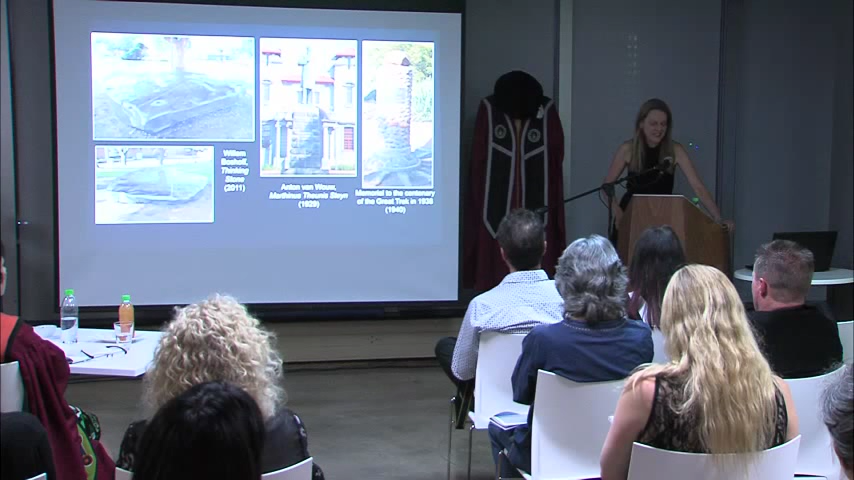 Willem
Boshoff,
Thinking
Stone
(2011)
Anton van Wouw,
Marthinus Theunis Steyn
(1929)
Memorial to the centenary
of the Great Trek in 1938
(1940)